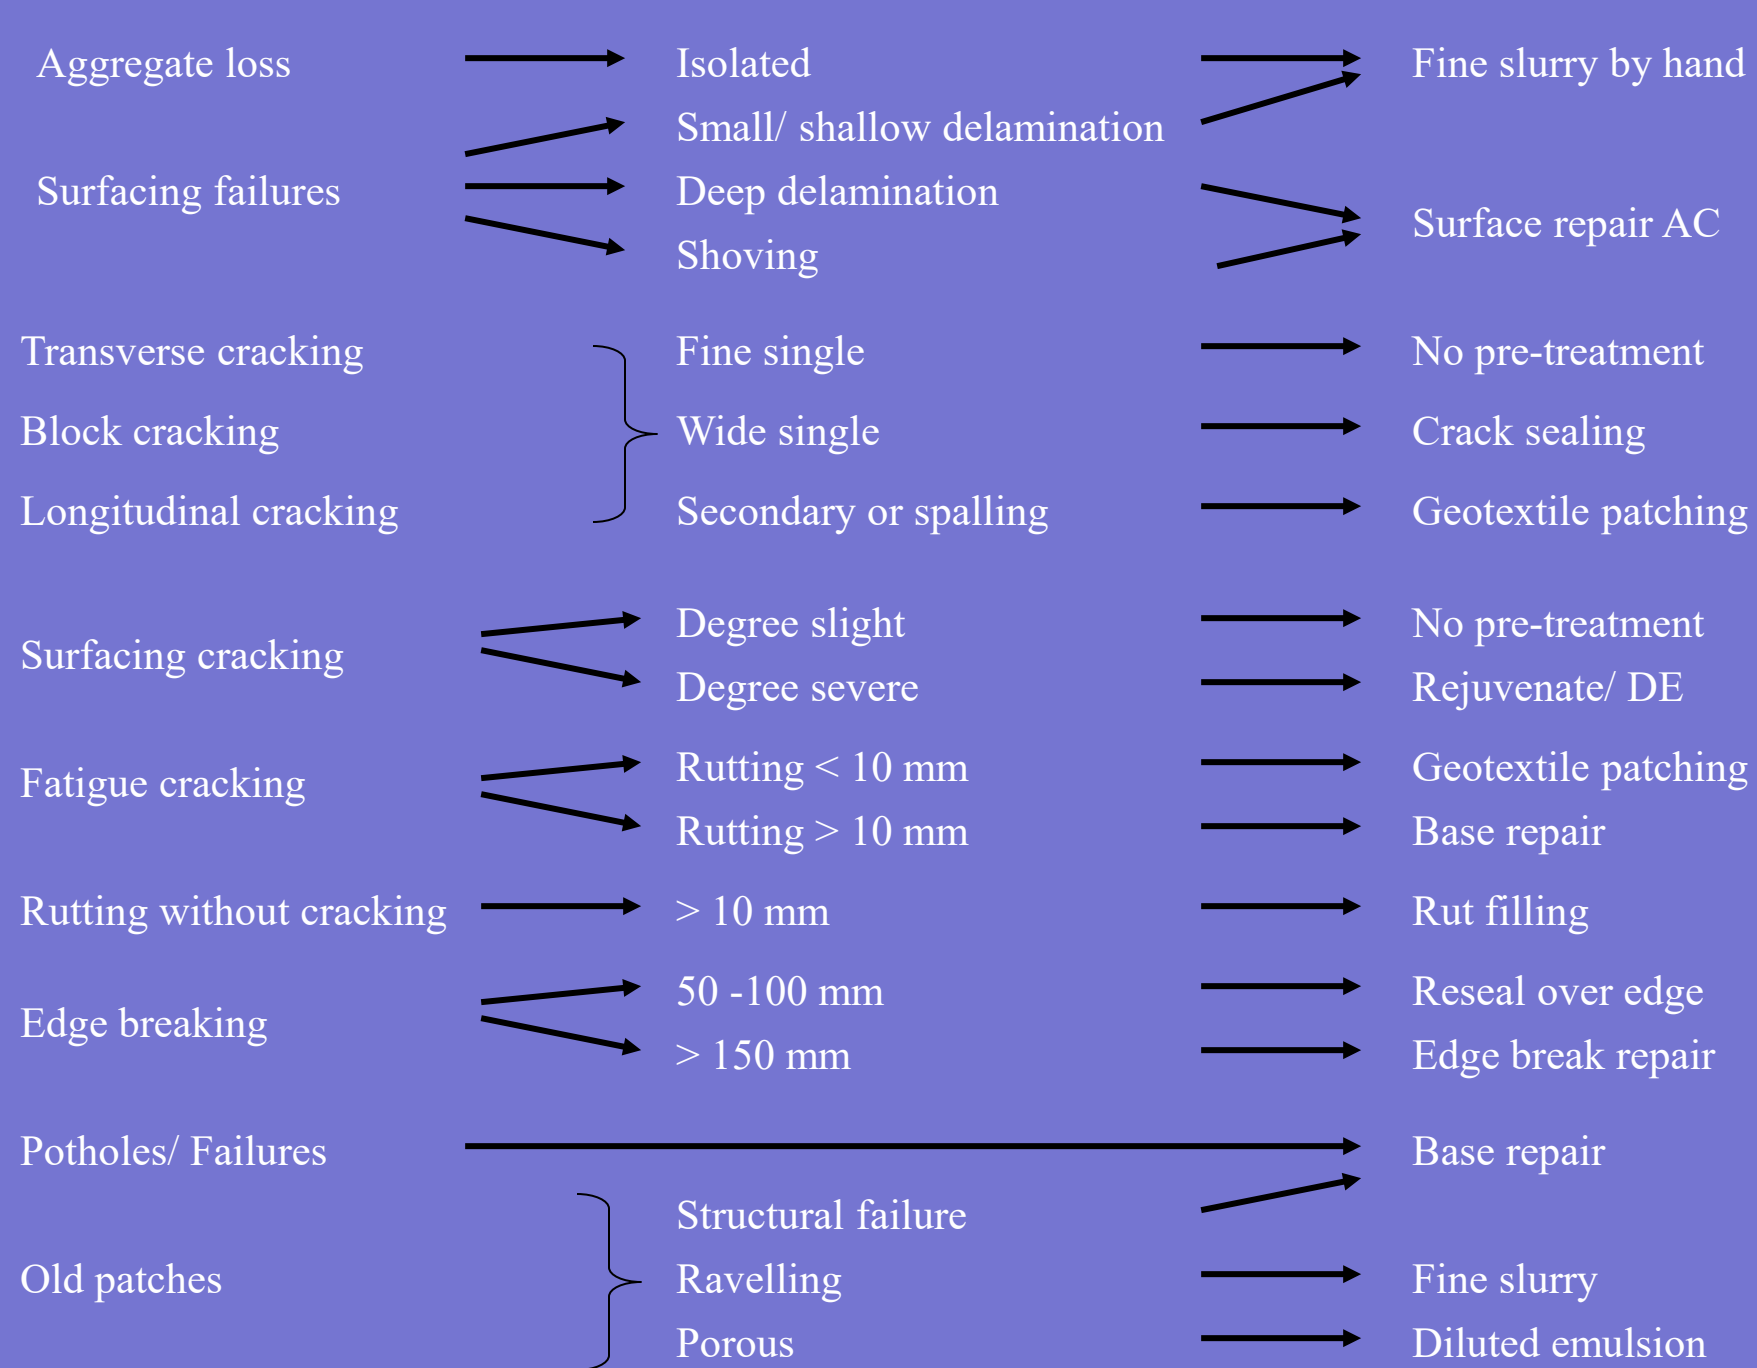 Aggregate loss Isolated Fine slurry by hand
Small/ shallow delamination
Surfacing failures Deep delamination
Surface repair AC
Shoving
Transverse cracking Fine single No pre-treatment
Block cracking Wide single Crack sealing
Longitudinal cracking Secondary or spalling Geotextile patching
Degree slight No pre-treatment
Surfacing cracking
Degree severe Rejuvenate/ DE
Rutting < 10 mm Geotextile patching
Fatigue cracking
Rutting > 10 mm Base repair
Rutting without cracking > 10 mm Rut filling
50 -100 mm Reseal over edge
Edge breaking
> 150 mm Edge break repair
Potholes/ Failures Base repair
Structural failure
Old patches Ravelling Fine slurry
Porous Diluted emulsion